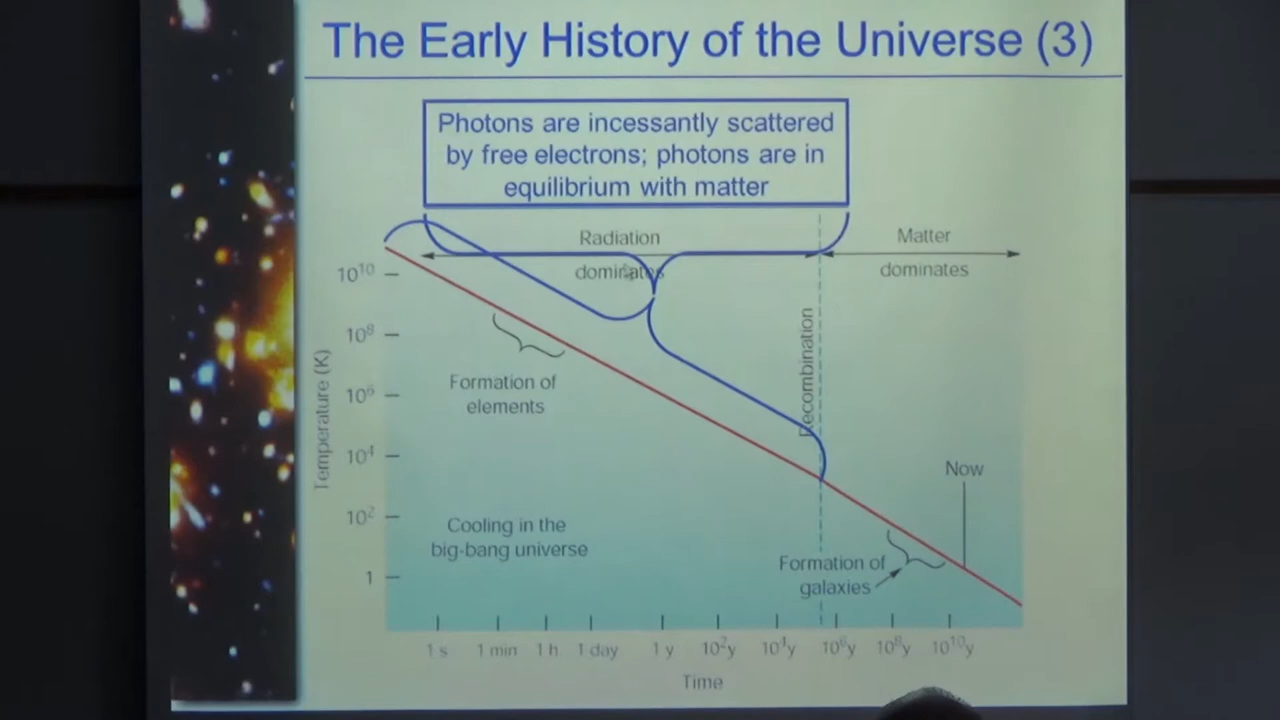 The Early History of the Universe (3)
Photons are incessantly scattered
by free electrons; photons are in
equilibrium with matter
Radiation
dominates
Matter
dominates
Temperature (K)
10¹⁰
10⁸
10⁶
10⁴
10²
1
Formation of
elements
Recombination
Now
Cooling in the
big-bang universe
Formation of
galaxies
1 s
1 min
1 h
1 day
1 y
10²y
10⁴y
10⁶y
10⁸y
10¹⁰y
Time